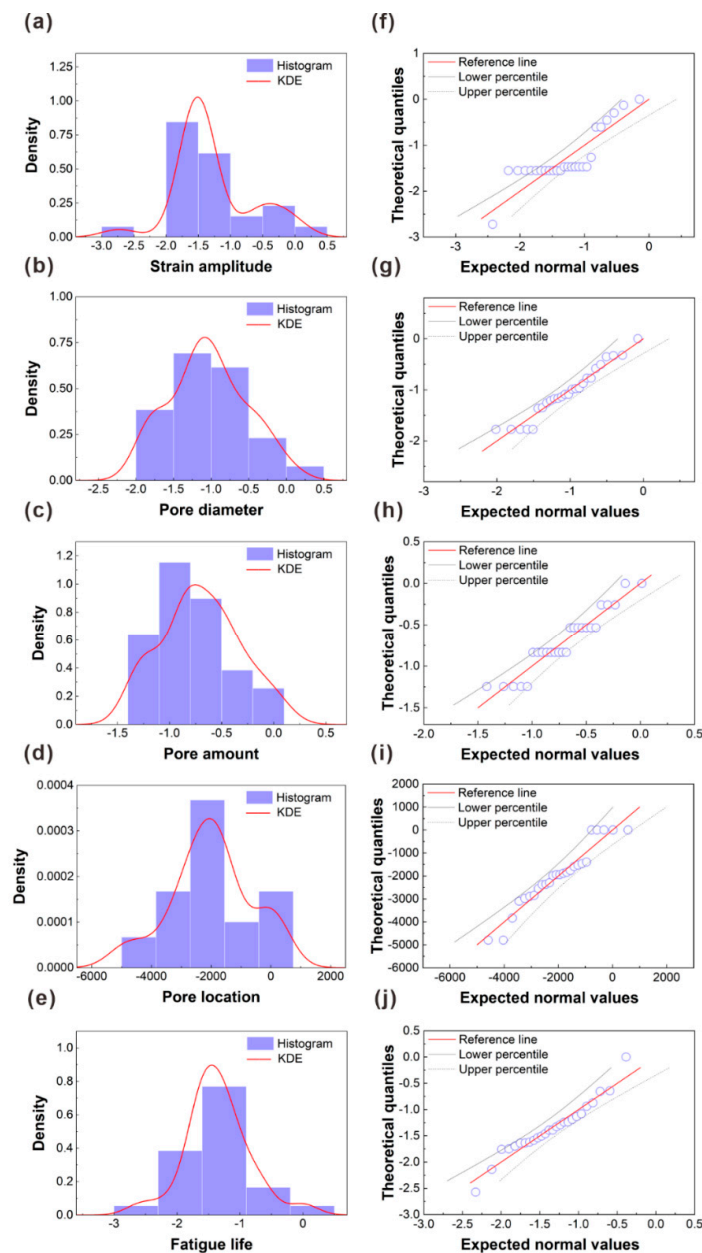 (a)
1.25
1.00
0.75
0.50
0.25
0.00
Density
Histogram
KDE
-3.0 -2.5 -2.0 -1.5 -1.0 -0.5 0.0 0.5
Strain amplitude
(f)
0
-1
-2
-3
Theoretical quantiles
Reference line
Lower percentile
Upper percentile
-3 -2 -1 0
Expected normal values
(b)
1.00
0.75
0.50
0.25
0.00
Density
Histogram
KDE
-2.5 -2.0 -1.5 -1.0 -0.5 0.0 0.5
Pore diameter
(g)
0
-1
-2
Theoretical quantiles
Reference line
Lower percentile
Upper percentile
-3 -2 -1 0
Expected normal values
(c)
1.2
1.0
0.8
0.6
0.4
0.2
0.0
Density
Histogram
KDE
-1.5 -1.0 -0.5 0.0 0.5
Pore amount
(h)
0.5
0.0
-0.5
-1.0
-1.5
Theoretical quantiles
Reference line
Lower percentile
Upper percentile
-2.0 -1.5 -1.0 -0.5 0.0 0.5
Expected normal values
(d)
0.0004
0.0003
0.0002
0.0001
0.0000
Density
Histogram
KDE
-6000 -4000 -2000 0 2000
Pore location
(i)
2000
1000
0
-1000
-2000
-3000
-4000
-5000
-6000
Theoretical quantiles
Reference line
Lower percentile
Upper percentile
-6000 -4000 -2000 0 2000
Expected normal values
(e)
1.0
0.8
0.6
0.4
0.2
0.0
Density
Histogram
KDE
-3 -2 -1 0
Fatigue life
(j)
0.5
0.0
-0.5
-1.0
-1.5
-2.0
-2.5
-3.0
Theoretical quantiles
Reference line
Lower percentile
Upper percentile
-3.0 -2.5 -2.0 -1.5 -1.0 -0.5 0.0 0.5
Expected normal values